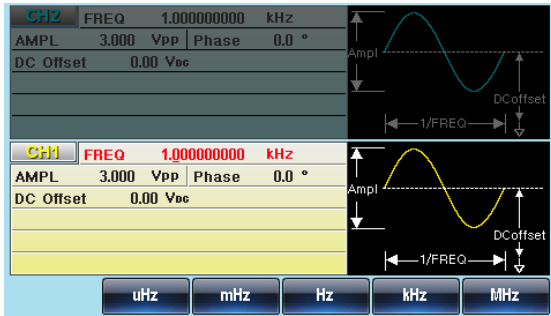 CH2 FREQ 1.000000000 kHz
AMPL 3.000 Vpp Phase 0.0 °
DC Offset 0.00 VDC
Ampl
DCoffset
1/FREQ
CH1 FREQ 1.000000000 kHz
AMPL 3.000 Vpp Phase 0.0 °
DC Offset 0.00 VDC
Ampl
DCoffset
1/FREQ
uHz mHz Hz kHz MHz